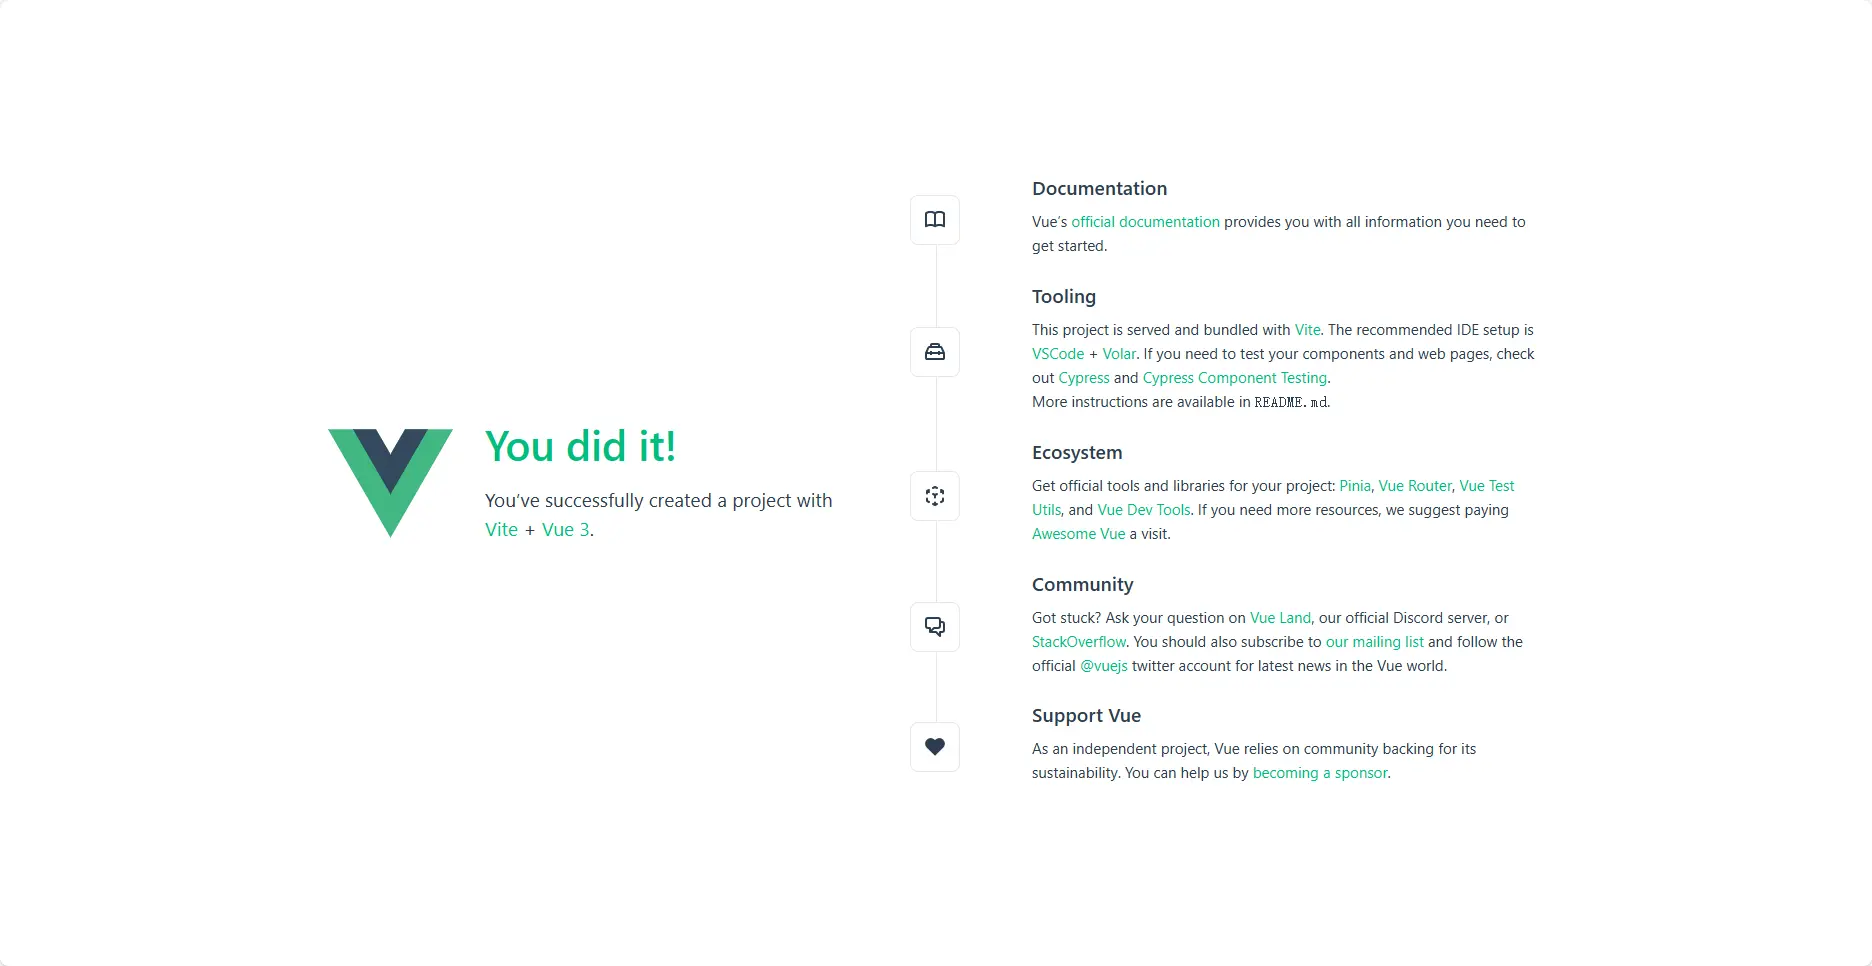 You did it!
You’ve successfully created a project with
Vite + Vue 3.
Documentation
Vue’s official documentation provides you with all information you need to
get started.
Tooling
This project is served and bundled with Vite. The recommended IDE setup is
VSCode + Volar. If you need to test your components and web pages, check
out Cypress and Cypress Component Testing.
More instructions are available in README.md.
Ecosystem
Get official tools and libraries for your project: Pinia, Vue Router, Vue Test
Utils, and Vue Dev Tools. If you need more resources, we suggest paying
Awesome Vue a visit.
Community
Got stuck? Ask your question on Vue Land, our official Discord server, or
StackOverflow. You should also subscribe to our mailing list and follow the
official @vuejs twitter account for latest news in the Vue world.
Support Vue
As an independent project, Vue relies on community backing for its
sustainability. You can help us by becoming a sponsor.